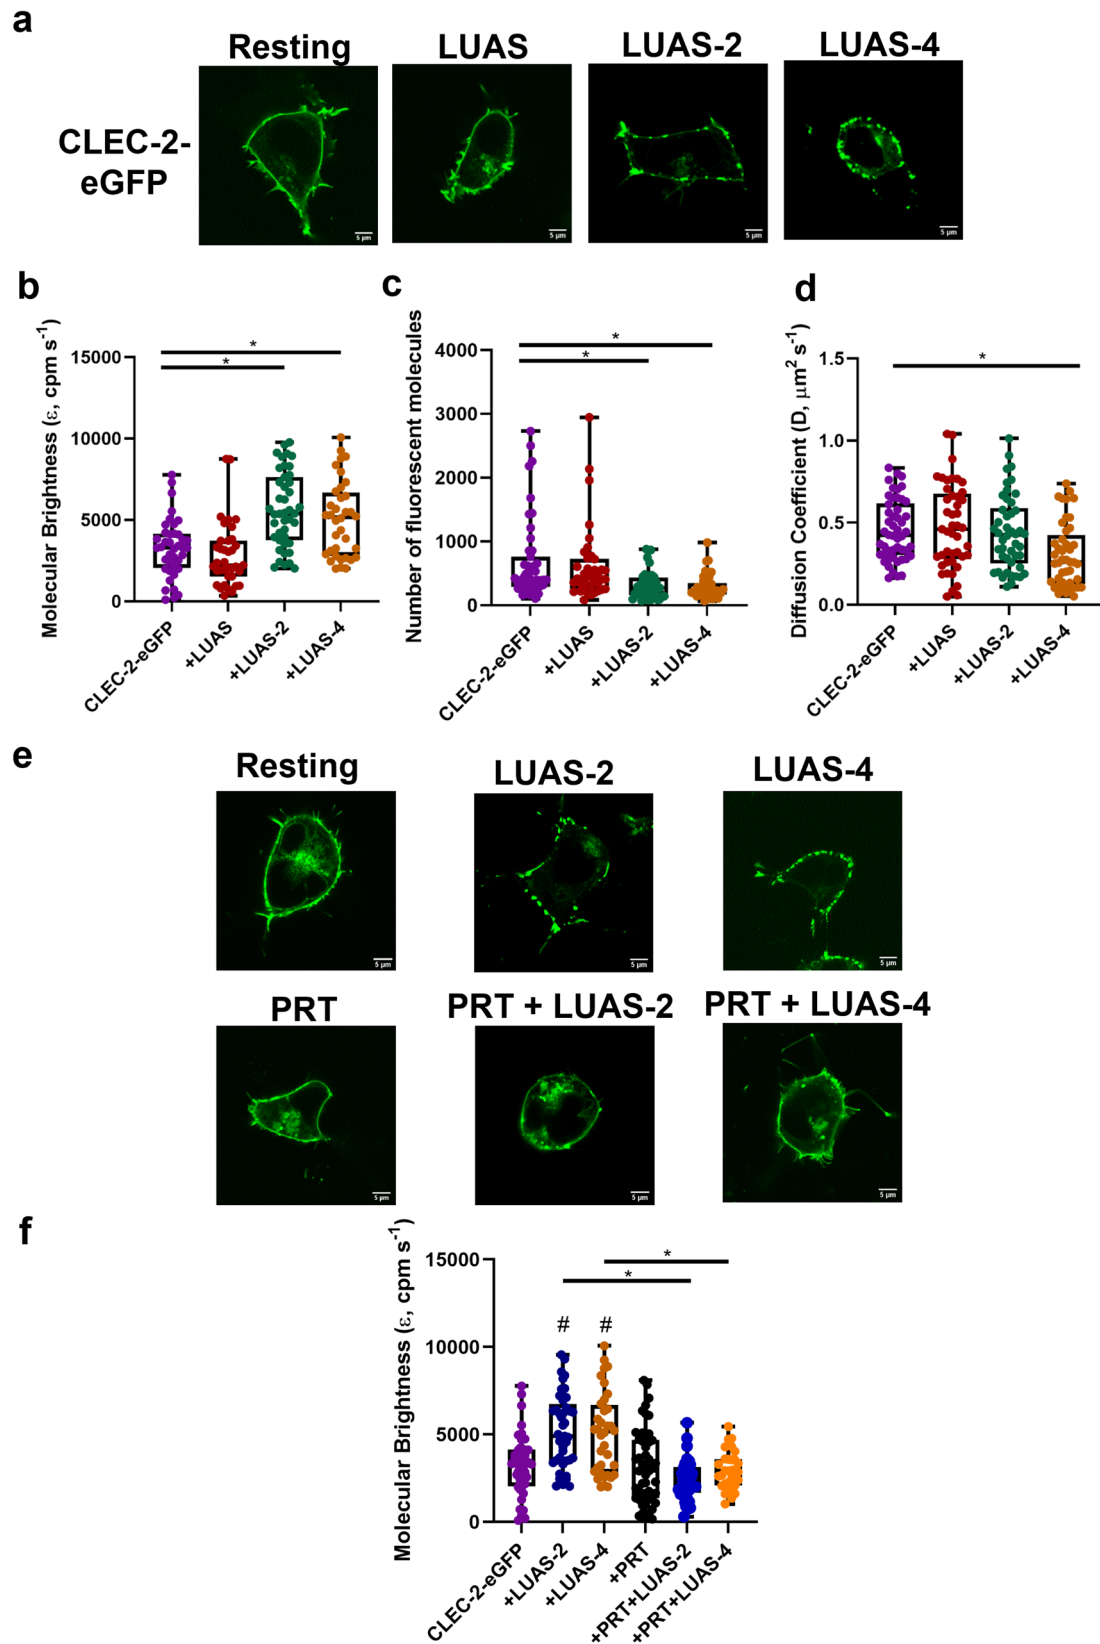 a
Resting
LUAS
LUAS-2
LUAS-4
CLEC-2-
eGFP
5 µm
5 µm
5 µm
5 µm
b
Molecular Brightness (ε, cpm s-1)
15000
10000
5000
0
*
*
CLEC-2-eGFP
+LUAS
+LUAS-2
+LUAS-4
c
Number of fluorescent molecules
4000
3000
2000
1000
0
*
*
CLEC-2-eGFP
+LUAS
+LUAS-2
+LUAS-4
d
Diffusion Coefficient (D, µm2 s-1)
1.5
1.0
0.5
0.0
*
CLEC-2-eGFP
+LUAS
+LUAS-2
+LUAS-4
e
Resting
LUAS-2
LUAS-4
5 µm
5 µm
5 µm
PRT
PRT + LUAS-2
PRT + LUAS-4
5 µm
5 µm
5 µm
f
Molecular Brightness (ε, cpm s-1)
15000
10000
5000
0
*
*
#
#
CLEC-2-eGFP
+LUAS-2
+LUAS-4
+PRT
+PRT+LUAS-2
+PRT+LUAS-4